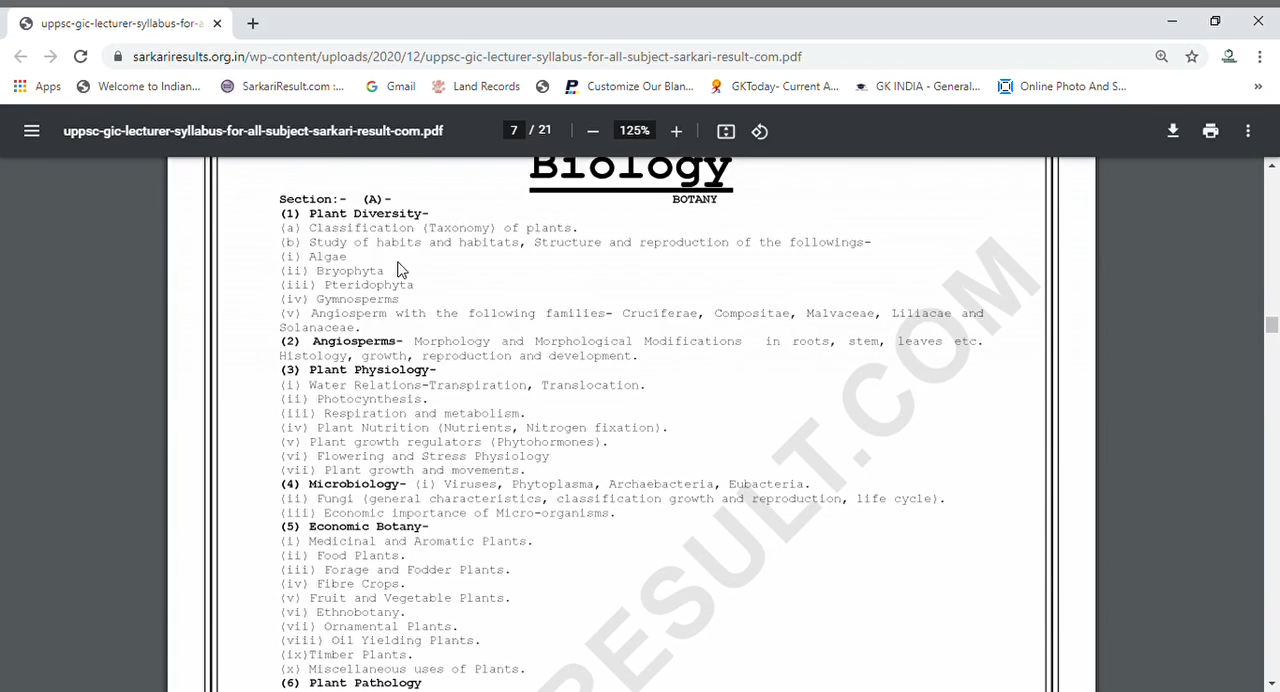 uppsc-gic-lecturer-syllabus-for-a
sarkariresults.org.in/wp-content/uploads/2020/12/uppsc-gic-lecturer-syllabus-for-all-subject-sarkari-result-com.pdf
Apps Welcome to Indian... SarkariResult.com :... Gmail Land Records Customize Our Blan... GKToday- Current A... GK INDIA - General... Online Photo And S... »
uppsc-gic-lecturer-syllabus-for-all-subject-sarkari-result-com.pdf 7 / 21 125%
Biology
Section:- (A)- BOTANY
(1) Plant Diversity-
(a) Classification (Taxonomy) of plants.
(b) Study of habits and habitats, Structure and reproduction of the followings-
(i) Algae
(ii) Bryophyta
(iii) Pteridophyta
(iv) Gymnosperms
(v) Angiosperm with the following families- Cruciferae, Compositae, Malvaceae, Liliacae and
Solanaceae.
(2) Angiosperms- Morphology and Morphological Modifications in roots, stem, leaves etc.
Histology, growth, reproduction and development.
(3) Plant Physiology-
(i) Water Relations-Transpiration, Translocation.
(ii) Photocynthesis.
(iii) Respiration and metabolism.
(iv) Plant Nutrition (Nutrients, Nitrogen fixation).
(v) Plant growth regulators (Phytohormones).
(vi) Flowering and Stress Physiology
(vii) Plant growth and movements.
(4) Microbiology- (i) Viruses, Phytoplasma, Archaebacteria, Eubacteria.
(ii) Fungi (general characteristics, classification growth and reproduction, life cycle).
(iii) Economic importance of Micro-organisms.
(5) Economic Botany-
(i) Medicinal and Aromatic Plants.
(ii) Food Plants.
(iii) Forage and Fodder Plants.
(iv) Fibre Crops.
(v) Fruit and Vegetable Plants.
(vi) Ethnobotany.
(vii) Ornamental Plants.
(viii) Oil Yielding Plants.
(ix)Timber Plants.
(x) Miscellaneous uses of Plants.
(6) Plant Pathology
RESULT.COM